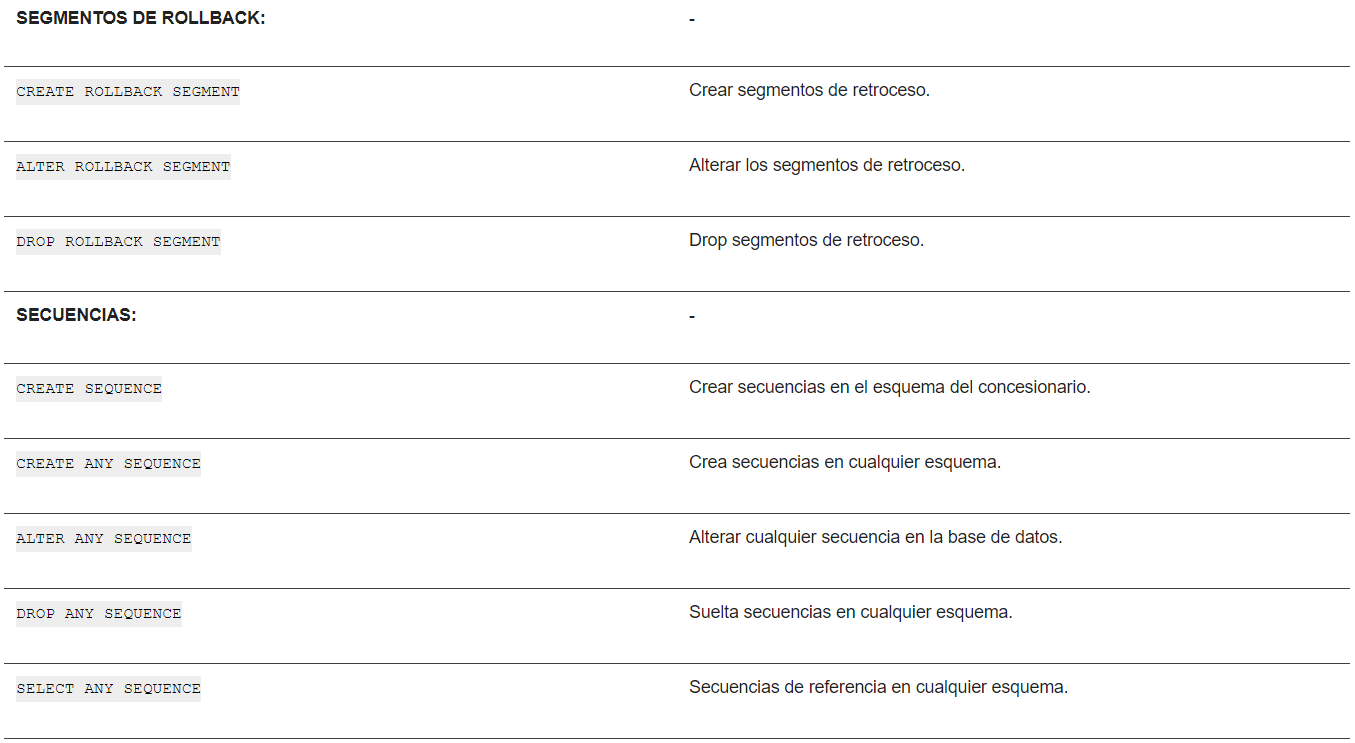 SEGMENTOS DE ROLLBACK: -
CREATE ROLLBACK SEGMENT Crear segmentos de retroceso.
ALTER ROLLBACK SEGMENT Alterar los segmentos de retroceso.
DROP ROLLBACK SEGMENT Drop segmentos de retroceso.
SECUENCIAS: -
CREATE SEQUENCE Crear secuencias en el esquema del concesionario.
CREATE ANY SEQUENCE Crea secuencias en cualquier esquema.
ALTER ANY SEQUENCE Alterar cualquier secuencia en la base de datos.
DROP ANY SEQUENCE Suelta secuencias en cualquier esquema.
SELECT ANY SEQUENCE Secuencias de referencia en cualquier esquema.